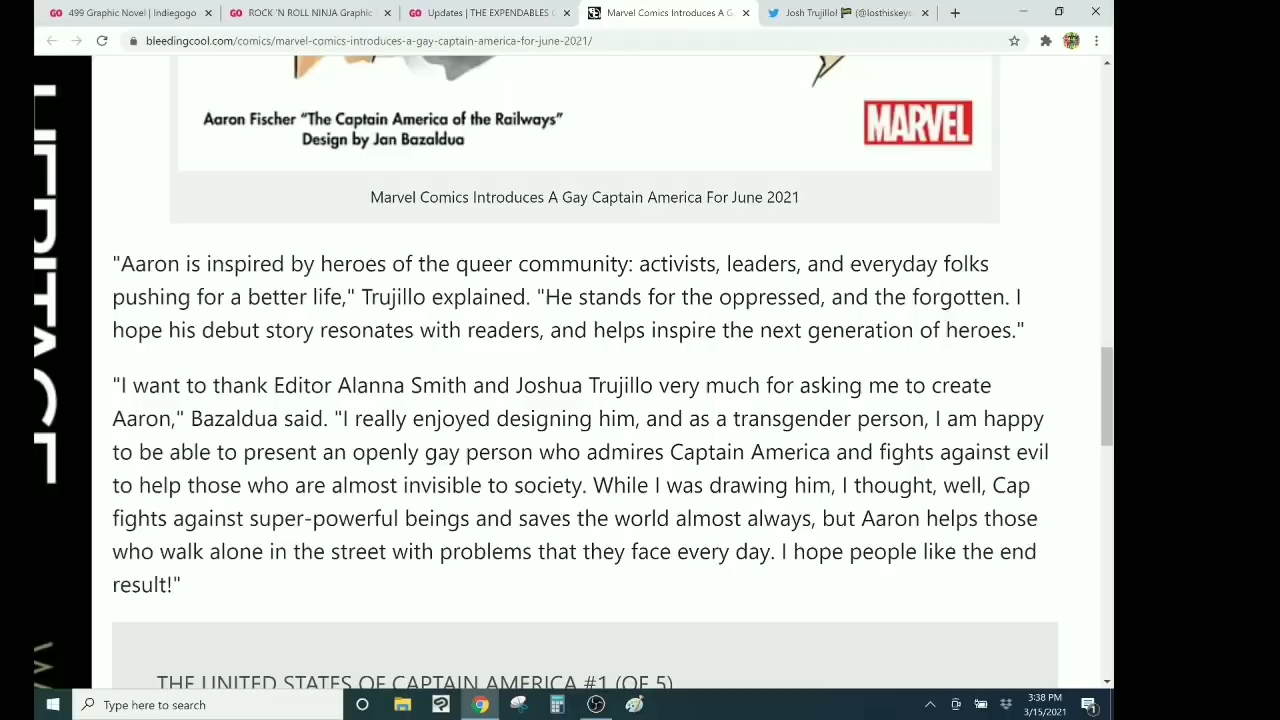 499 Graphic Novel | Indiegogo
ROCK 'N ROLL NINJA Graphic
Updates | THE EXPENDABLES
Marvel Comics Introduces A G
Josh Trujillo! (@losthiskeys
bleedingcool.com/comics/marvel-comics-introduces-a-gay-captain-america-for-june-2021/
Aaron Fischer "The Captain America of the Railways"
Design by Jan Bazaldua
MARVEL
Marvel Comics Introduces A Gay Captain America For June 2021
"Aaron is inspired by heroes of the queer community: activists, leaders, and everyday folks
pushing for a better life," Trujillo explained. "He stands for the oppressed, and the forgotten. I
hope his debut story resonates with readers, and helps inspire the next generation of heroes."
"I want to thank Editor Alanna Smith and Joshua Trujillo very much for asking me to create
Aaron," Bazaldua said. "I really enjoyed designing him, and as a transgender person, I am happy
to be able to present an openly gay person who admires Captain America and fights against evil
to help those who are almost invisible to society. While I was drawing him, I thought, well, Cap
fights against super-powerful beings and saves the world almost always, but Aaron helps those
who walk alone in the street with problems that they face every day. I hope people like the end
result!"
THE UNITED STATES OF CAPTAIN AMERICA #1 (OF 5)
Type here to search
3:38 PM
3/15/2021